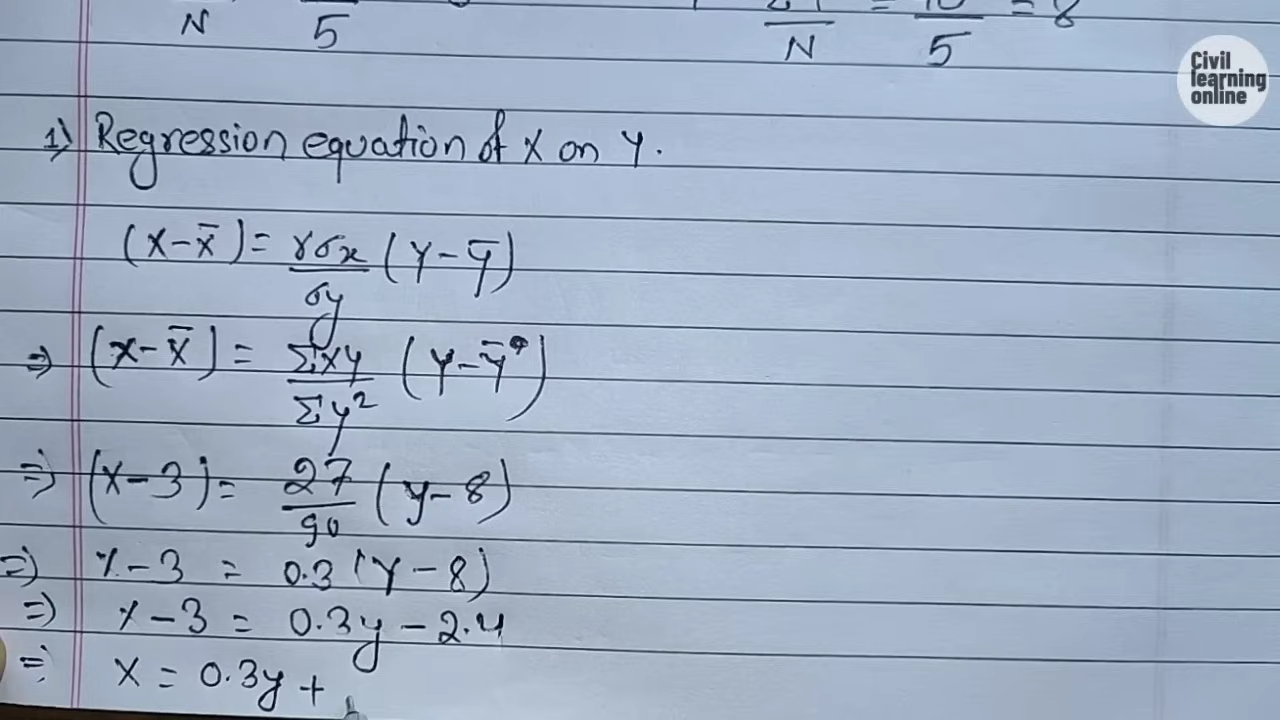 N 5 N = 5 = 8
Civil
learning
online
1) Regression equation of X on Y.
(X-x̄) = rσx/σy (Y-ȳ)
⇒ (x-x̄) = Σxy/Σy² (Y-ȳ)
⇒ (x-3) = 27/90 (y-8)
⇒ x-3 = 0.3 (Y-8)
⇒ x-3 = 0.3y-2.4
⇒ X = 0.3y +